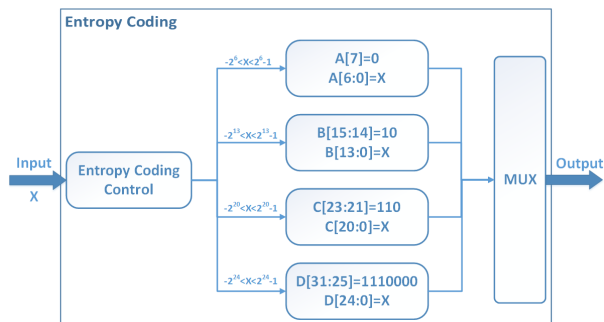 Entropy Coding
-2⁶<X<2⁶-1
A[7]=0
A[6:0]=X
-2¹³<X<2¹³-1
B[15:14]=10
B[13:0]=X
Input
X
Entropy Coding
Control
MUX
Output
-2²⁰<X<2²⁰-1
C[23:21]=110
C[20:0]=X
-2²⁴<X<2²⁴-1
D[31:25]=1110000
D[24:0]=X